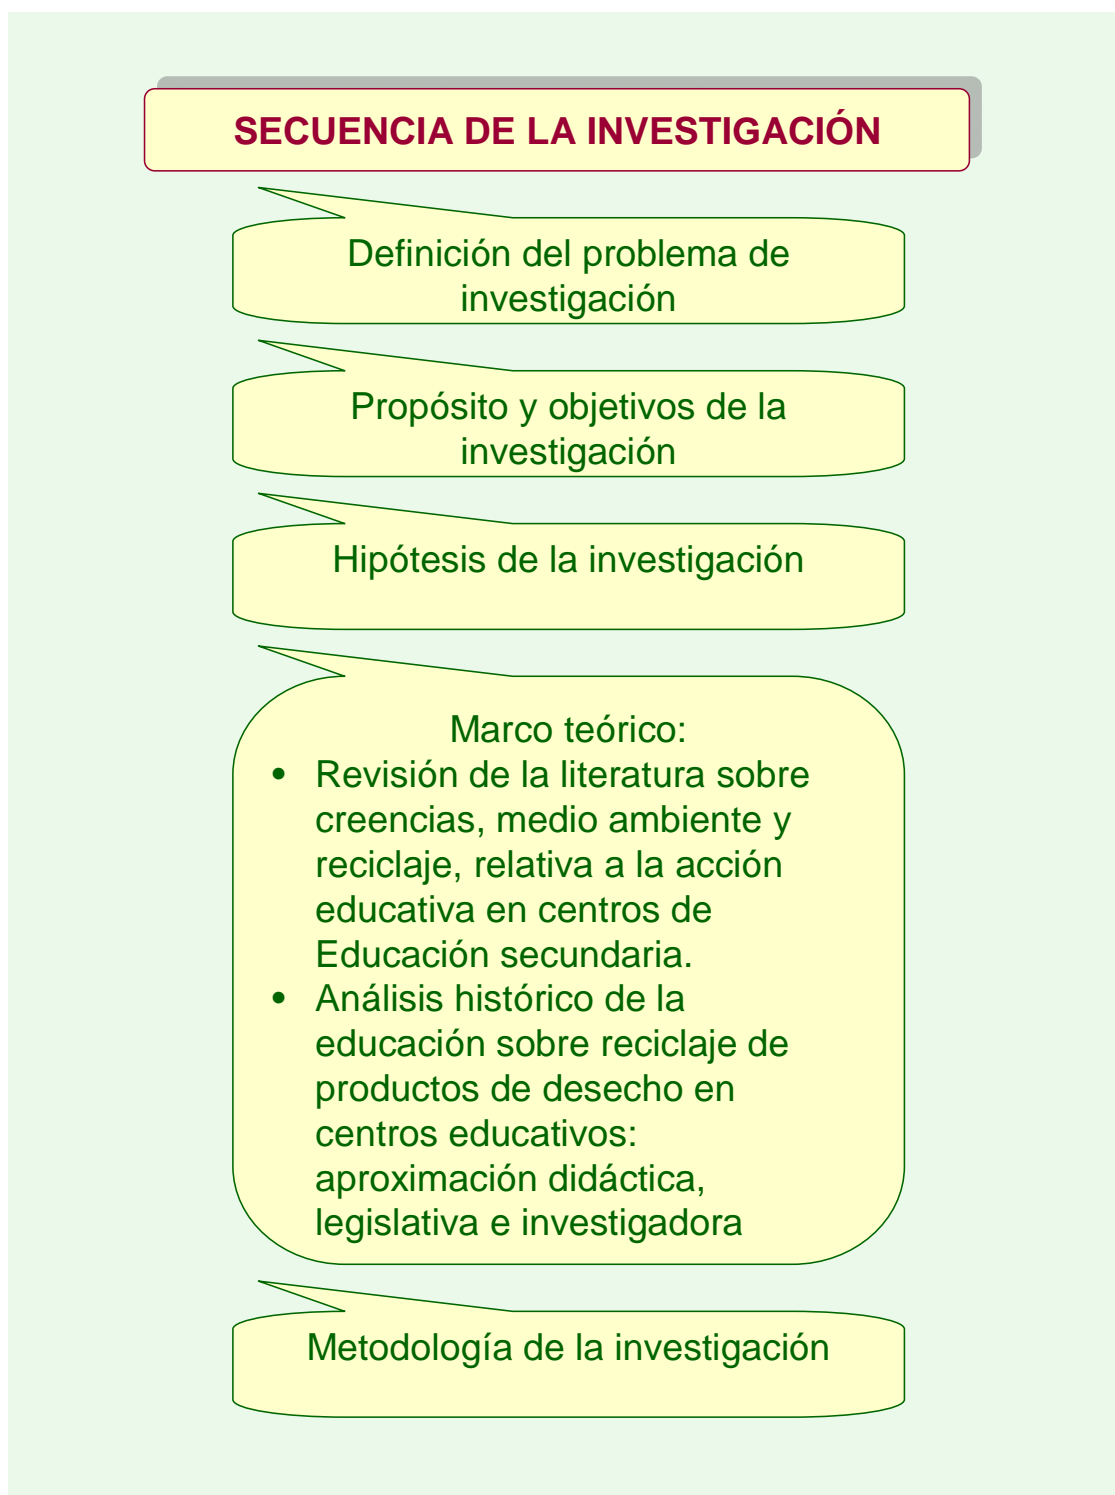 SECUENCIA DE LA INVESTIGACIÓN
Definición del problema de
investigación
Propósito y objetivos de la
investigación
Hipótesis de la investigación
Marco teórico:
• Revisión de la literatura sobre
creencias, medio ambiente y
reciclaje, relativa a la acción
educativa en centros de
Educación secundaria.
• Análisis histórico de la
educación sobre reciclaje de
productos de desecho en
centros educativos:
aproximación didáctica,
legislativa e investigadora
Metodología de la investigación